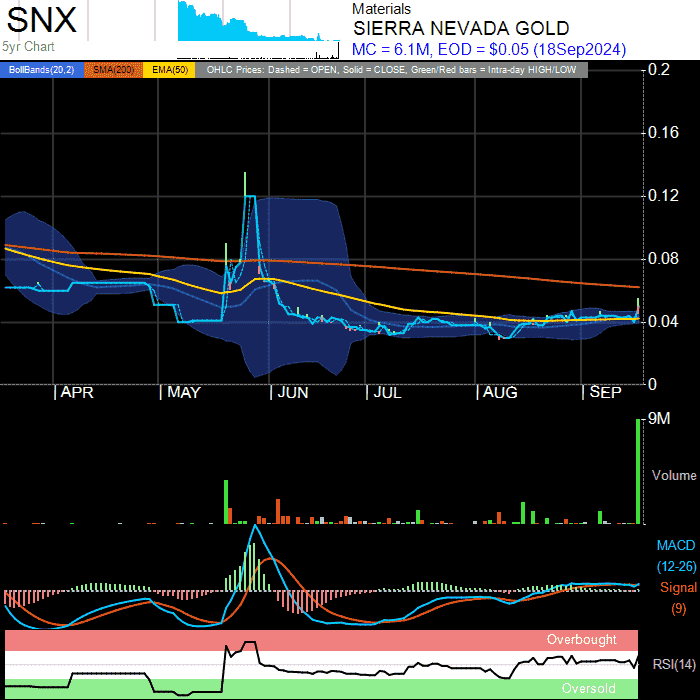 SNX
5yr Chart
Materials
SIERRA NEVADA GOLD
MC = 6.1M, EOD = $0.05 (18Sep2024)
BollBands(20,2) SMA(200) EMA(50) OHLC Prices: Dashed = OPEN, Solid = CLOSE, Green/Red bars = Intra-day HIGH/LOW
0.2
0.16
0.12
0.08
0.04
0
APR MAY JUN JUL AUG SEP
9M
Volume
MACD
(12-26)
Signal
(9)
Overbought
RSI(14)
Oversold